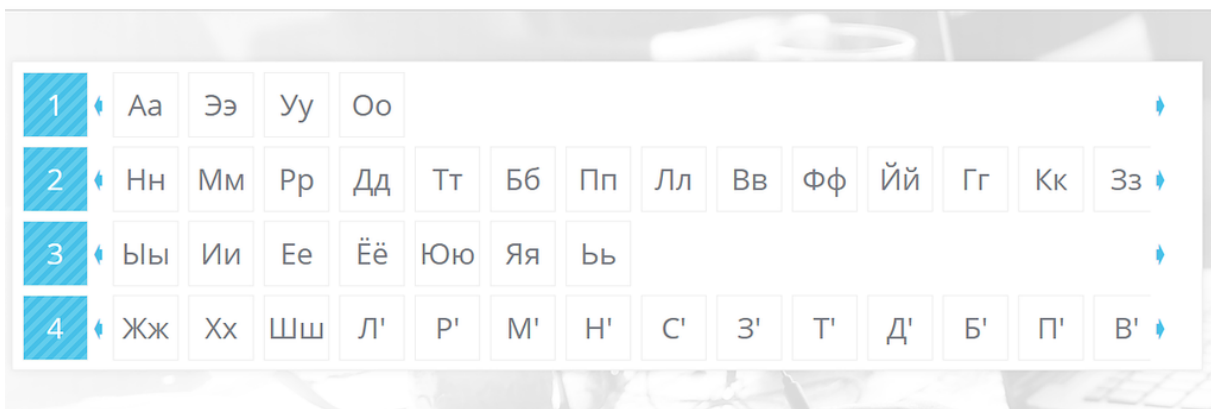 1 Аа Ээ Уу Оо
2 Нн Мм Рр Дд Тт Бб Пп Лл Вв Фф Йй Гг Кк Зз
3 Ыы Ии Ее Ёё Юю Яя Ьь
4 Жж Хх Шш Л' Р' М' Н' С' З' Т' Д' Б' П' В'